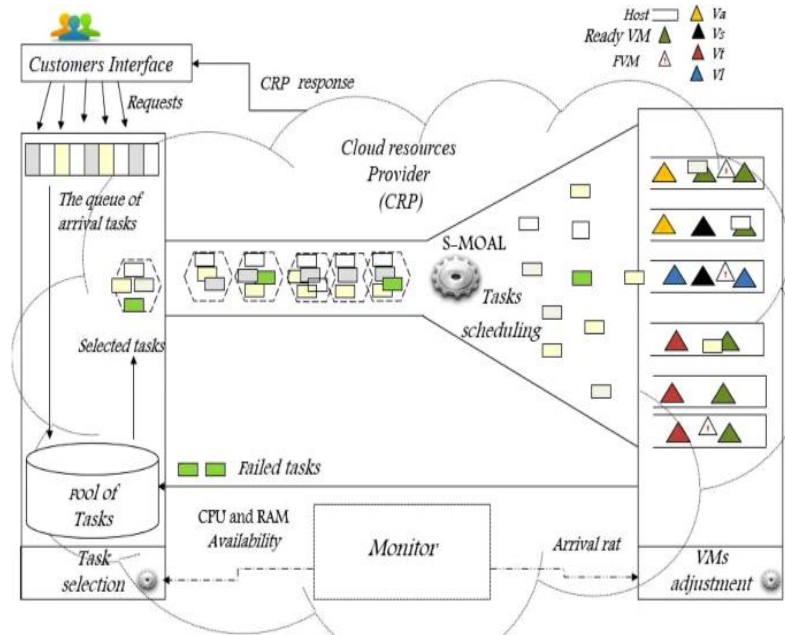 Customers Interface
Requests
CRP response
Host
Ready VM
FVM
Va
Vs
Vt
Vl
Cloud resources
Provider
(CRP)
The queue of
arrival tasks
S-MOAL
Tasks
scheduling
Selected tasks
Failed tasks
POOL of
Tasks
CPU and RAM
Availability
Monitor
Arrival rat
Task
selection
VMs
adjustment